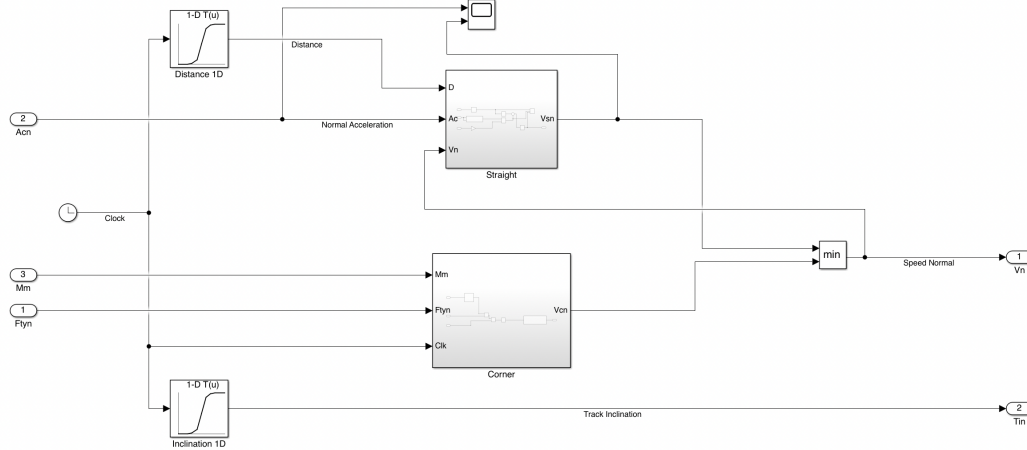 1-D T(u)
Distance 1D
Distance
2
Acn
Normal Acceleration
D
Ac
Vn
Vsn
Straight
Clock
3
Mm
1
Ftyn
Mm
Ftyn
Clk
Vcn
Corner
min
Speed Normal
1
Vn
1-D T(u)
Inclination 1D
Track Inclination
2
Tin